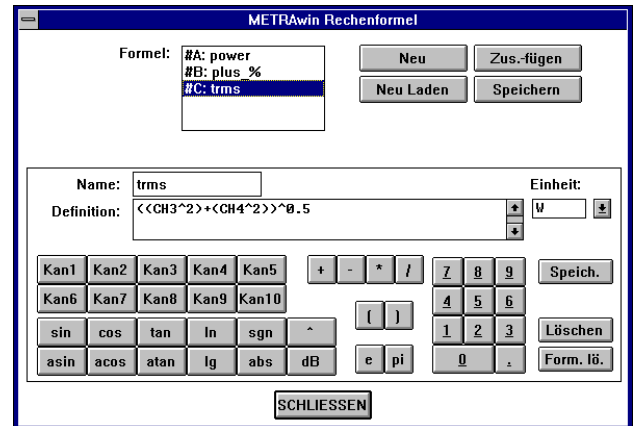 METRAwin Rechenformel
Formel:
#A: power
#B: plus_%
#C: trms
Neu Zus.-fügen
Neu Laden Speichern
Name: trms Einheit:
Definition: ((CH3^2)+(CH4^2))^0.5 W
Kan1 Kan2 Kan3 Kan4 Kan5 + - * / 7 8 9 Speich.
Kan6 Kan7 Kan8 Kan9 Kan10 4 5 6
( )
sin cos tan ln sgn ^ 1 2 3 Löschen
asin acos atan lg abs dB e pi 0 . Form. lö.
SCHLIESSEN